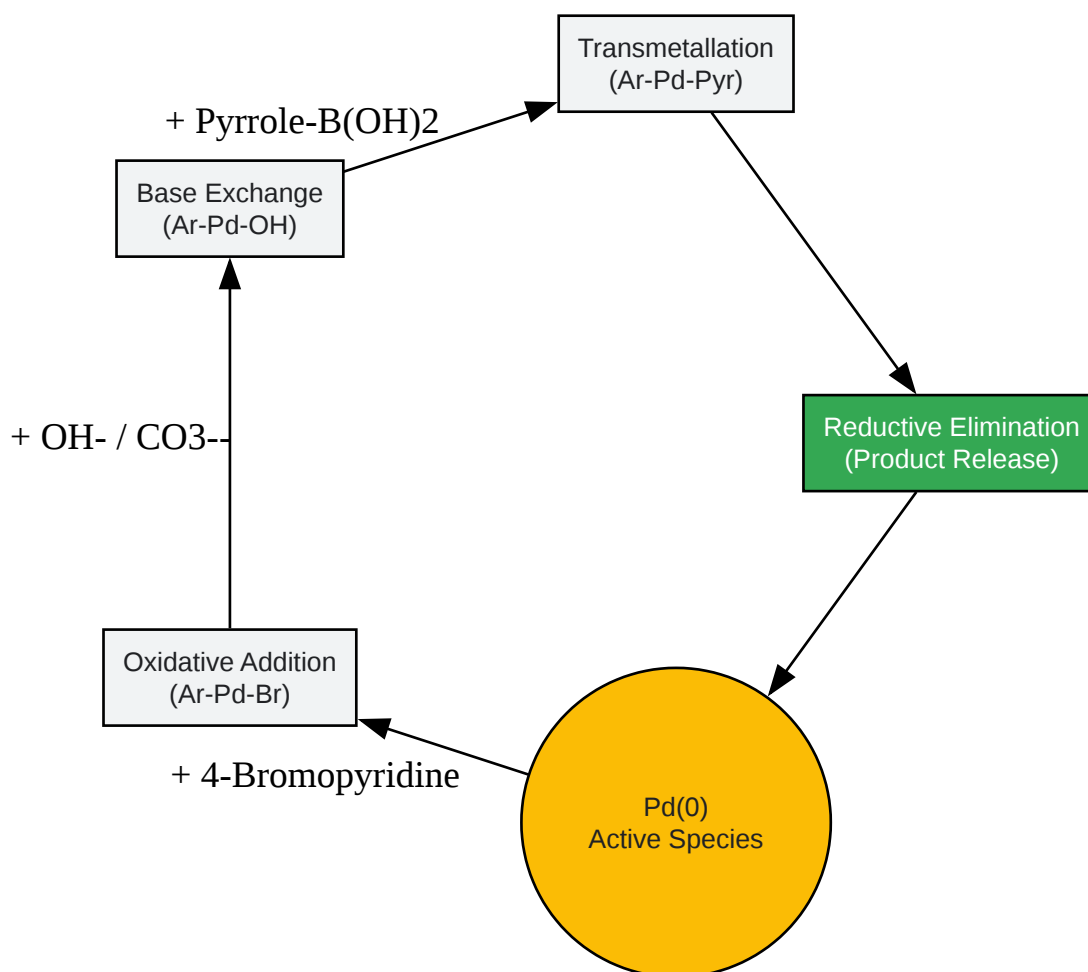 Transmetallation
(Ar-Pd-Pyr)
+ Pyrrole-B(OH)2
Base Exchange
(Ar-Pd-OH)
Reductive Elimination
(Product Release)
+ OH- / CO3--
Oxidative Addition
(Ar-Pd-Br)
+ 4-Bromopyridine
Pd(0)
Active Species